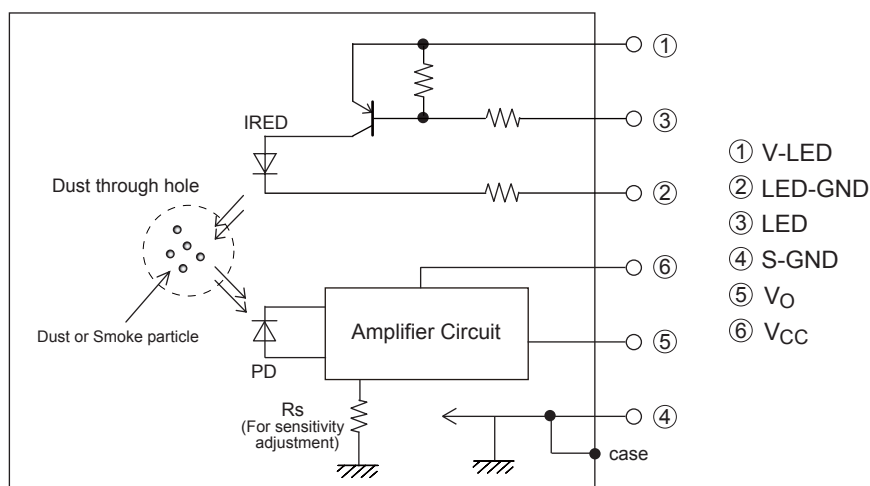 ①
IRED
③
Dust through hole
②
⑥
Amplifier Circuit
⑤
Dust or Smoke particle
PD
Rs
(For sensitivity
adjustment)
④
case
① V-LED
② LED-GND
③ LED
④ S-GND
⑤ VO
⑥ VCC